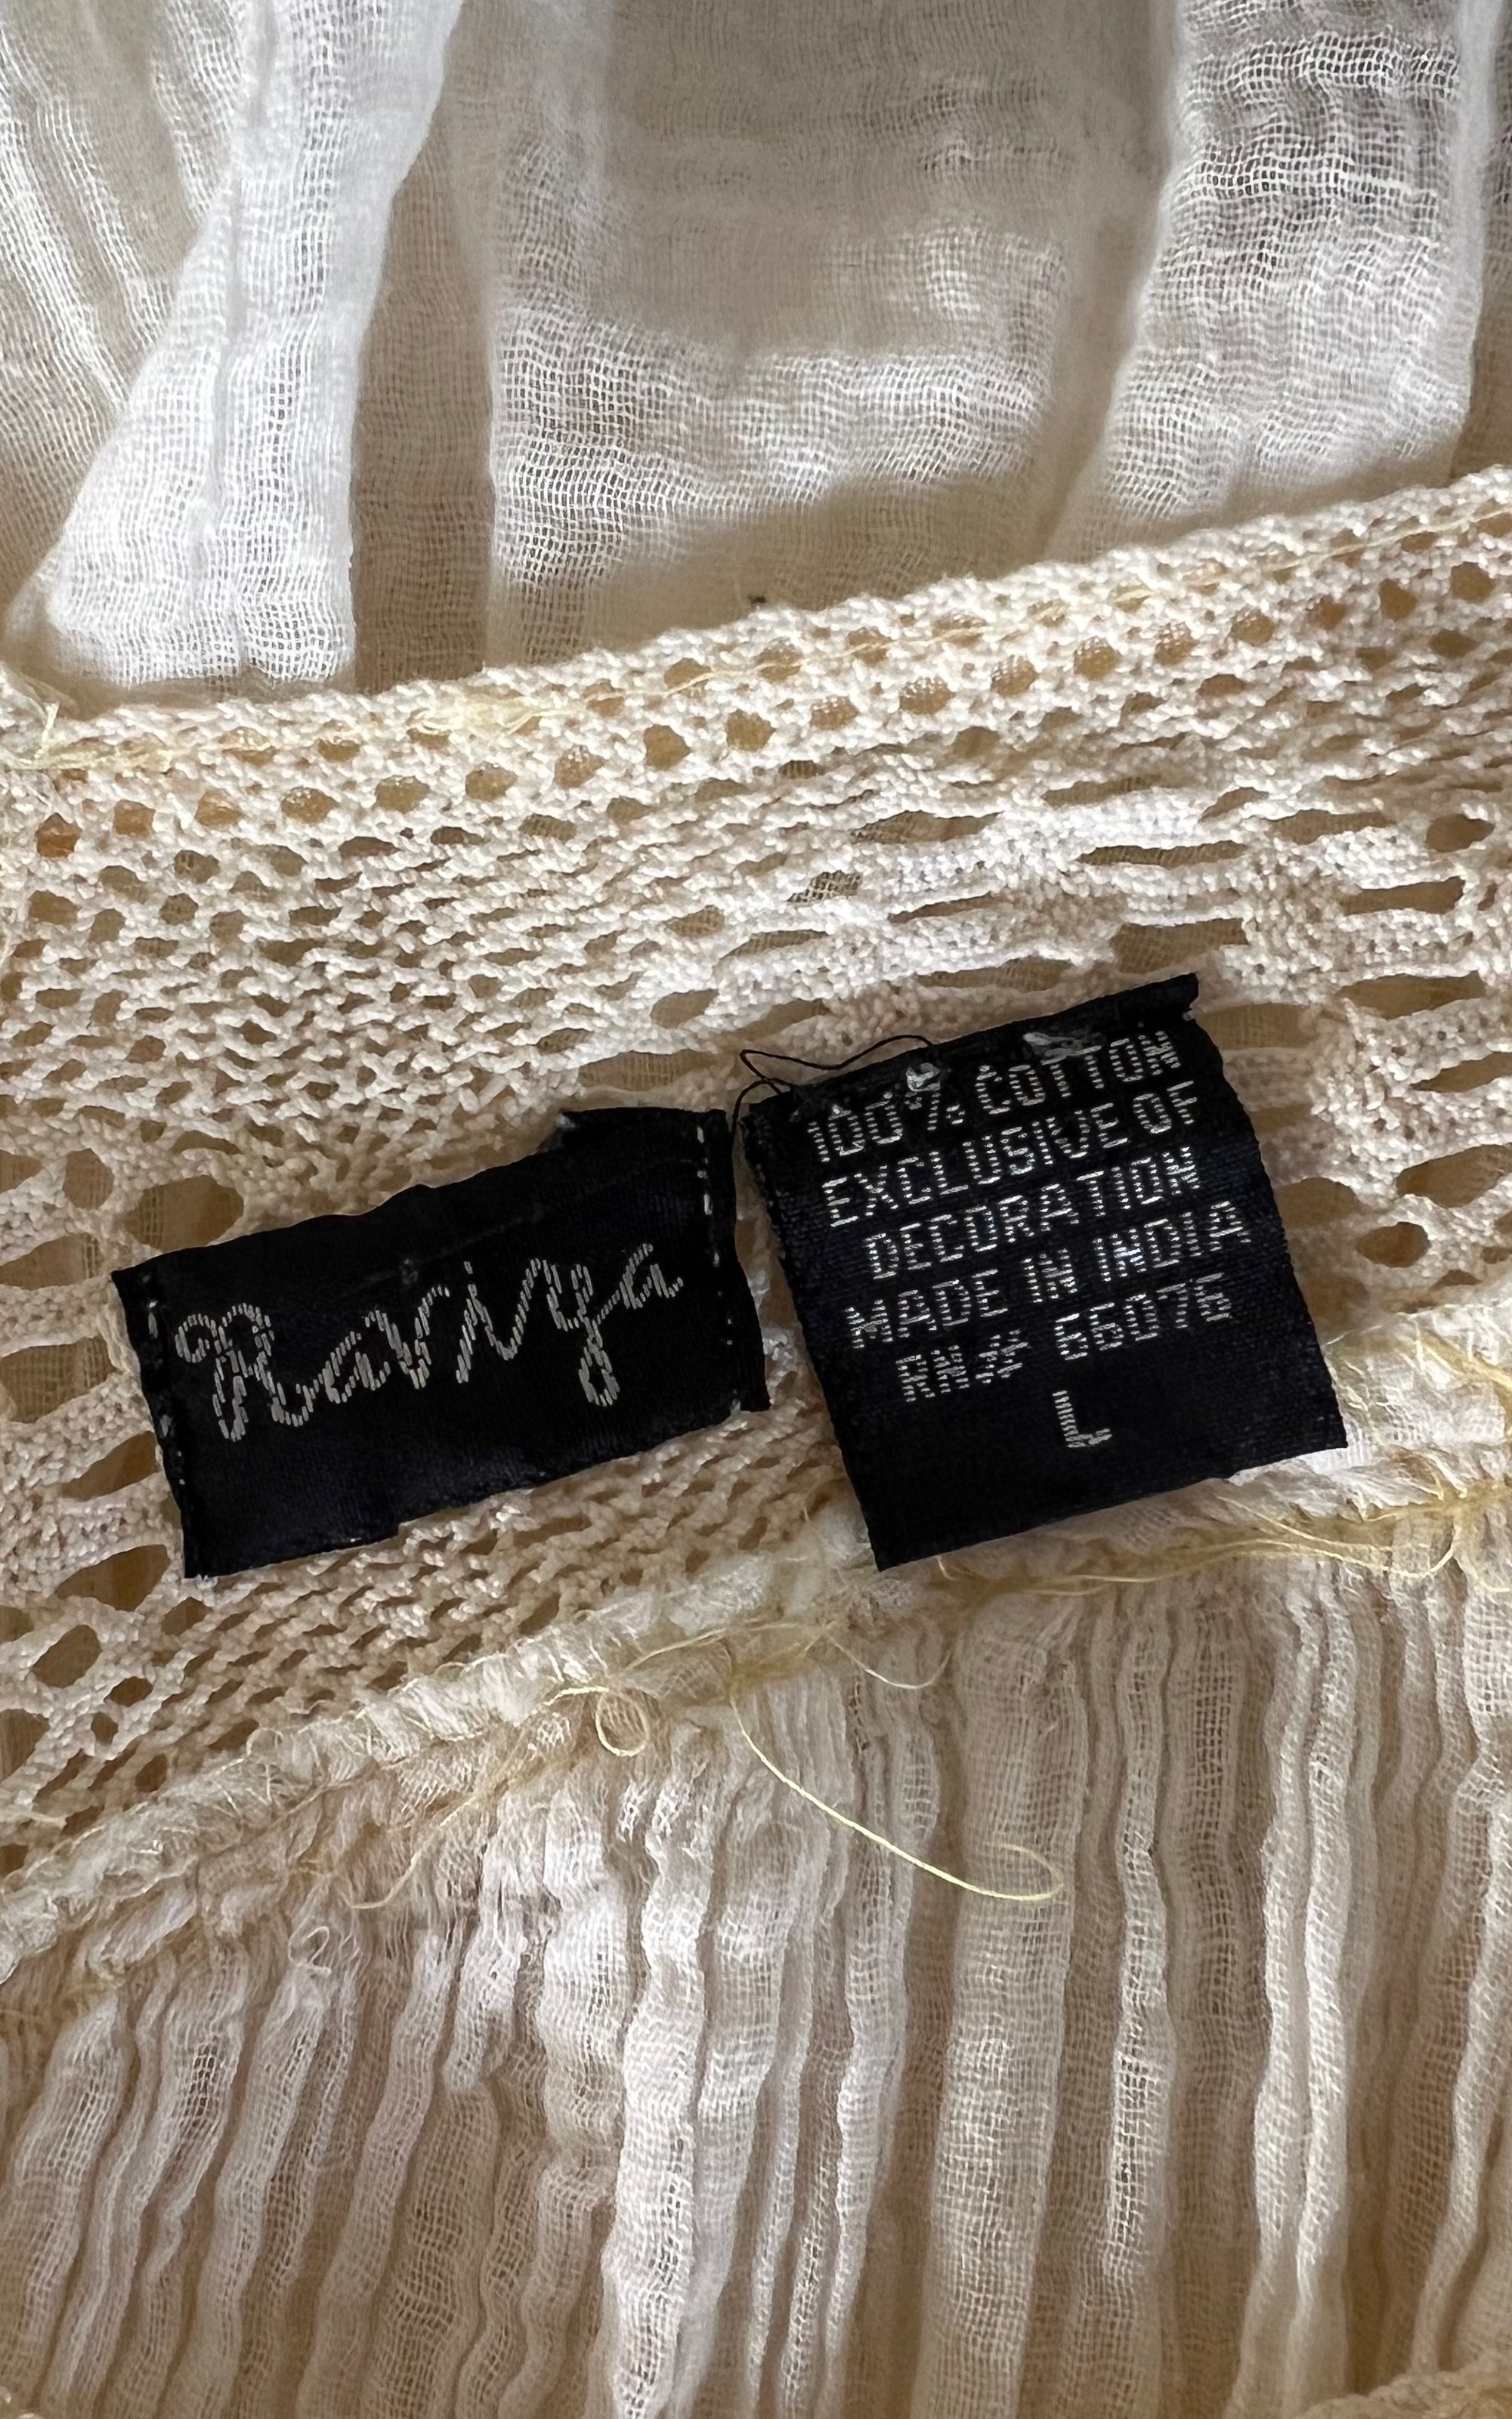 Raviya
100% COTTON
EXCLUSIVE OF
DECORATION
MADE IN INDIA
RN# 66076
L